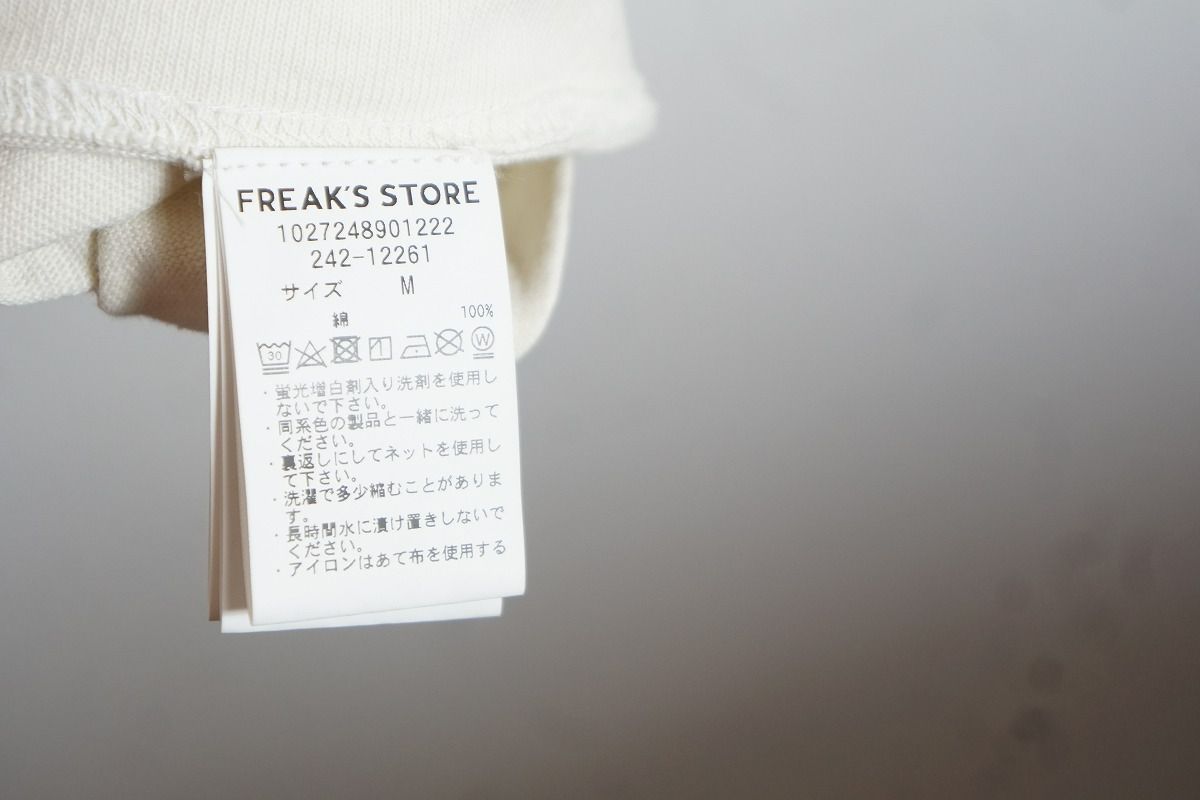 FREAK'S STORE
1027248901222
242-12261
サイズ M
綿 100%
30 W
・蛍光増白剤入り洗剤を使用し
ないで下さい。
・同系色の製品と一緒に洗って
ください。
・裏返しにしてネットを使用し
て下さい。
・洗濯で多少縮むことがありま
す。
・長時間水に漬け置きしないで
ください。
・アイロンはあて布を使用する